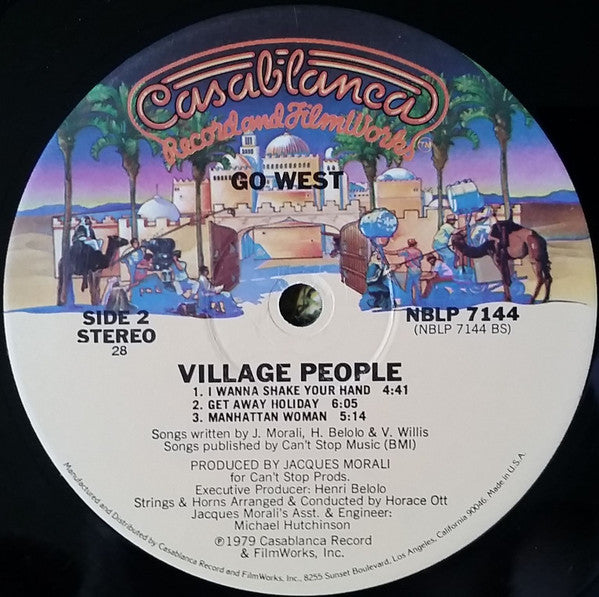 Casablanca
Record and FilmWorks™
GO WEST
SIDE 2
STEREO
28
NBLP 7144
(NBLP 7144 BS)
VILLAGE PEOPLE
1. I WANNA SHAKE YOUR HAND 4:41
2. GET AWAY HOLIDAY 6:05
3. MANHATTAN WOMAN 5:14
Songs written by J. Morali, H. Belolo & V. Willis
Songs published by Can't Stop Music (BMI)
PRODUCED BY JACQUES MORALI
for Can't Stop Prods.
Executive Producer: Henri Belolo
Strings & Horns Arranged & Conducted by Horace Ott
Jacques Morali's Asst. & Engineer:
Michael Hutchinson
℗1979 Casablanca Record
& FilmWorks, Inc.
Manufactured and Distributed by Casablanca Record and FilmWorks, Inc., 8255 Sunset Boulevard, Los Angeles, California 90046, Made in U.S.A.